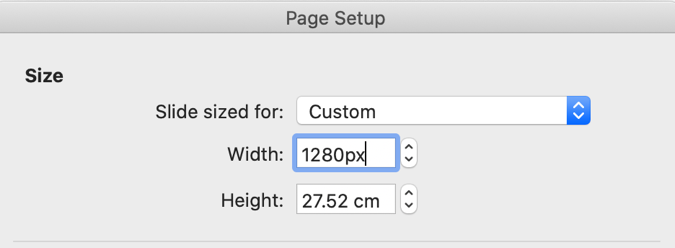 Page Setup
Size
Slide sized for: Custom
Width: 1280px
Height: 27.52 cm